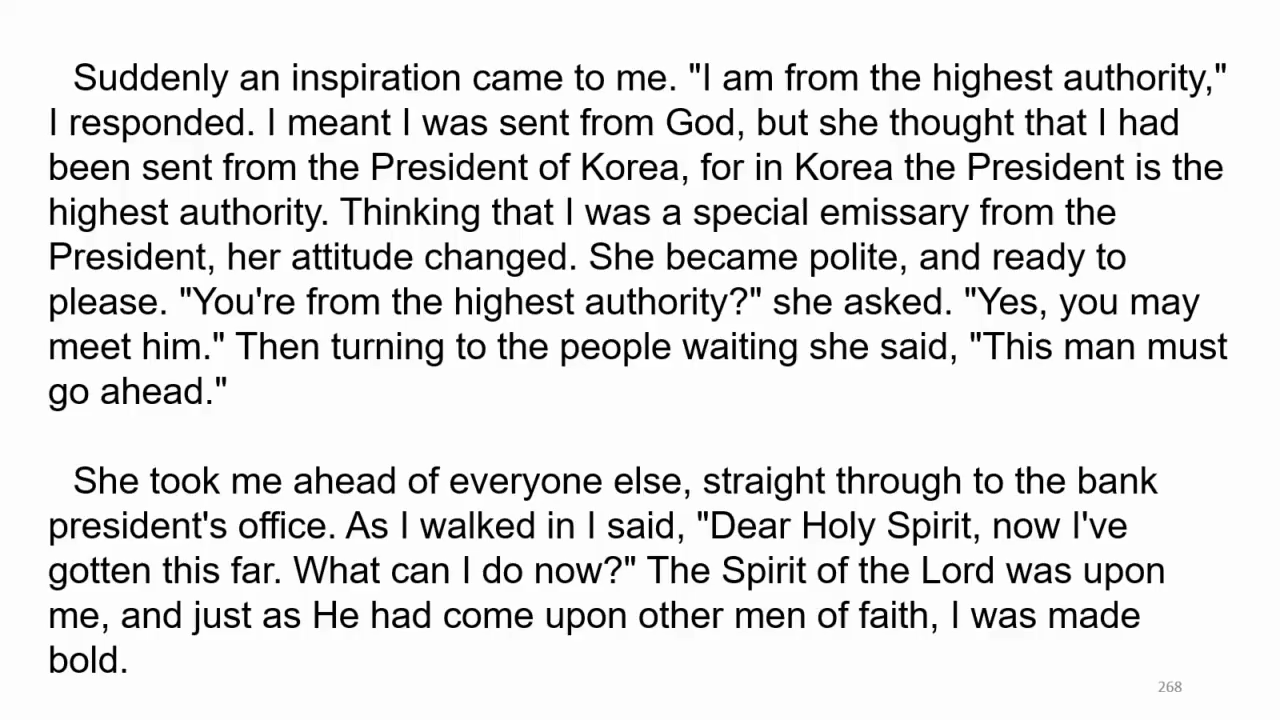 Suddenly an inspiration came to me. "I am from the highest authority,"
I responded. I meant I was sent from God, but she thought that I had
been sent from the President of Korea, for in Korea the President is the
highest authority. Thinking that I was a special emissary from the
President, her attitude changed. She became polite, and ready to
please. "You're from the highest authority?" she asked. "Yes, you may
meet him." Then turning to the people waiting she said, "This man must
go ahead."
She took me ahead of everyone else, straight through to the bank
president's office. As I walked in I said, "Dear Holy Spirit, now I've
gotten this far. What can I do now?" The Spirit of the Lord was upon
me, and just as He had come upon other men of faith, I was made
bold.
268